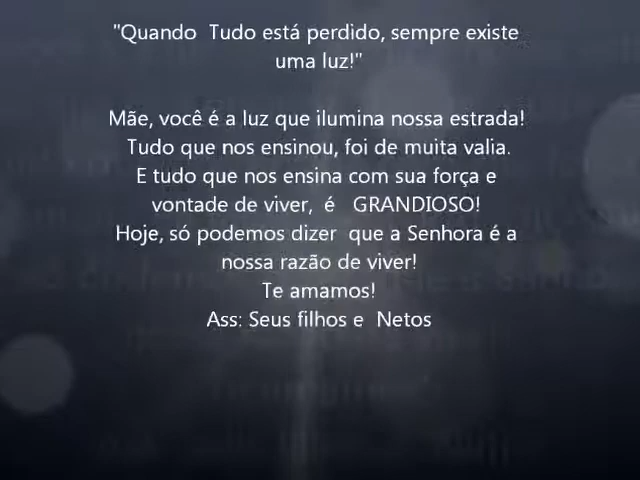 "Quando  Tudo está perdido, sempre existe
uma luz!"
Mãe, você é a luz que ilumina nossa estrada!
Tudo que nos ensinou, foi de muita valia.
E tudo que nos ensina com sua força e
vontade de viver,  é   GRANDIOSO!
Hoje, só podemos dizer  que a Senhora é a
nossa razão de viver!
Te amamos!
Ass: Seus filhos e  Netos